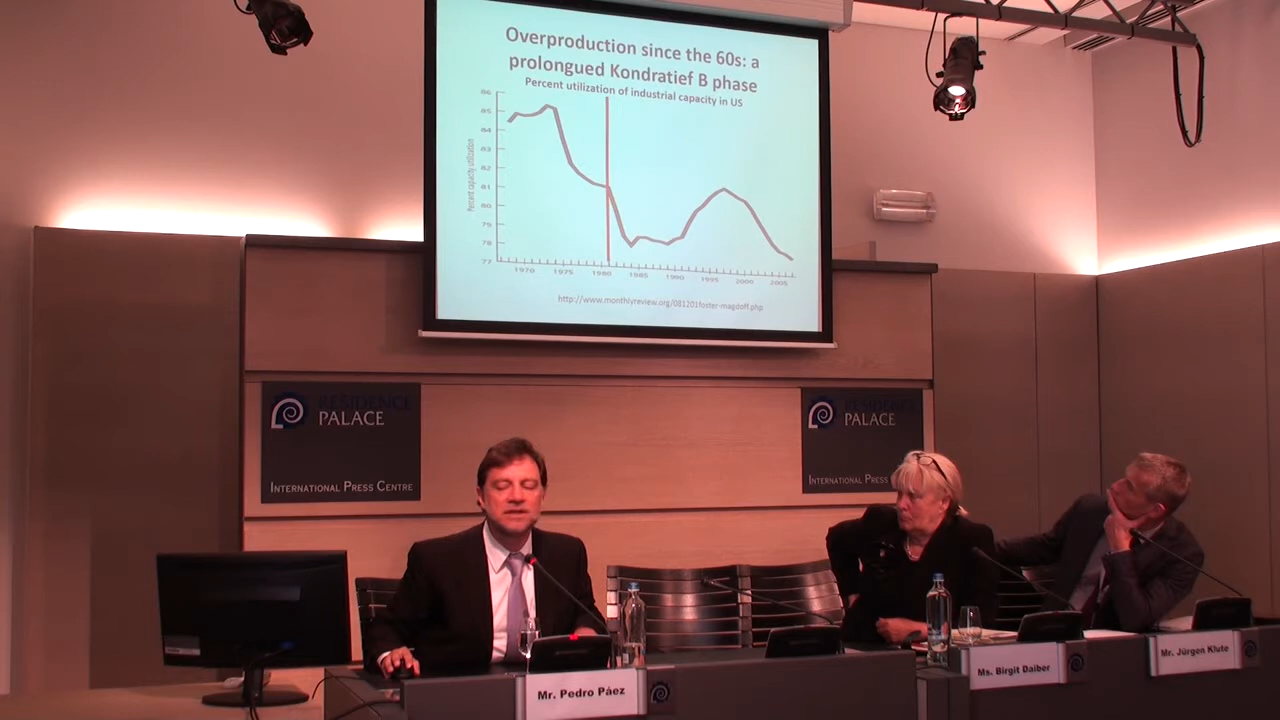 Overproduction since the 60s: a
prolongued Kondratief B phase
Percent utilization of industrial capacity in US
Percent capacity utilization
86
85
84
83
82
81
80
79
78
77
1970 1975 1980 1985 1990 1995 2000 2005
http://www.monthlyreview.org/081201foster-magdoff.php
RESIDENCE
PALACE
INTERNATIONAL PRESS CENTRE
RESIDENCE
PALACE
INTERNATIONAL PRESS
Mr. Pedro Páez
Ms. Birgit Daiber
Mr. Jürgen Klute